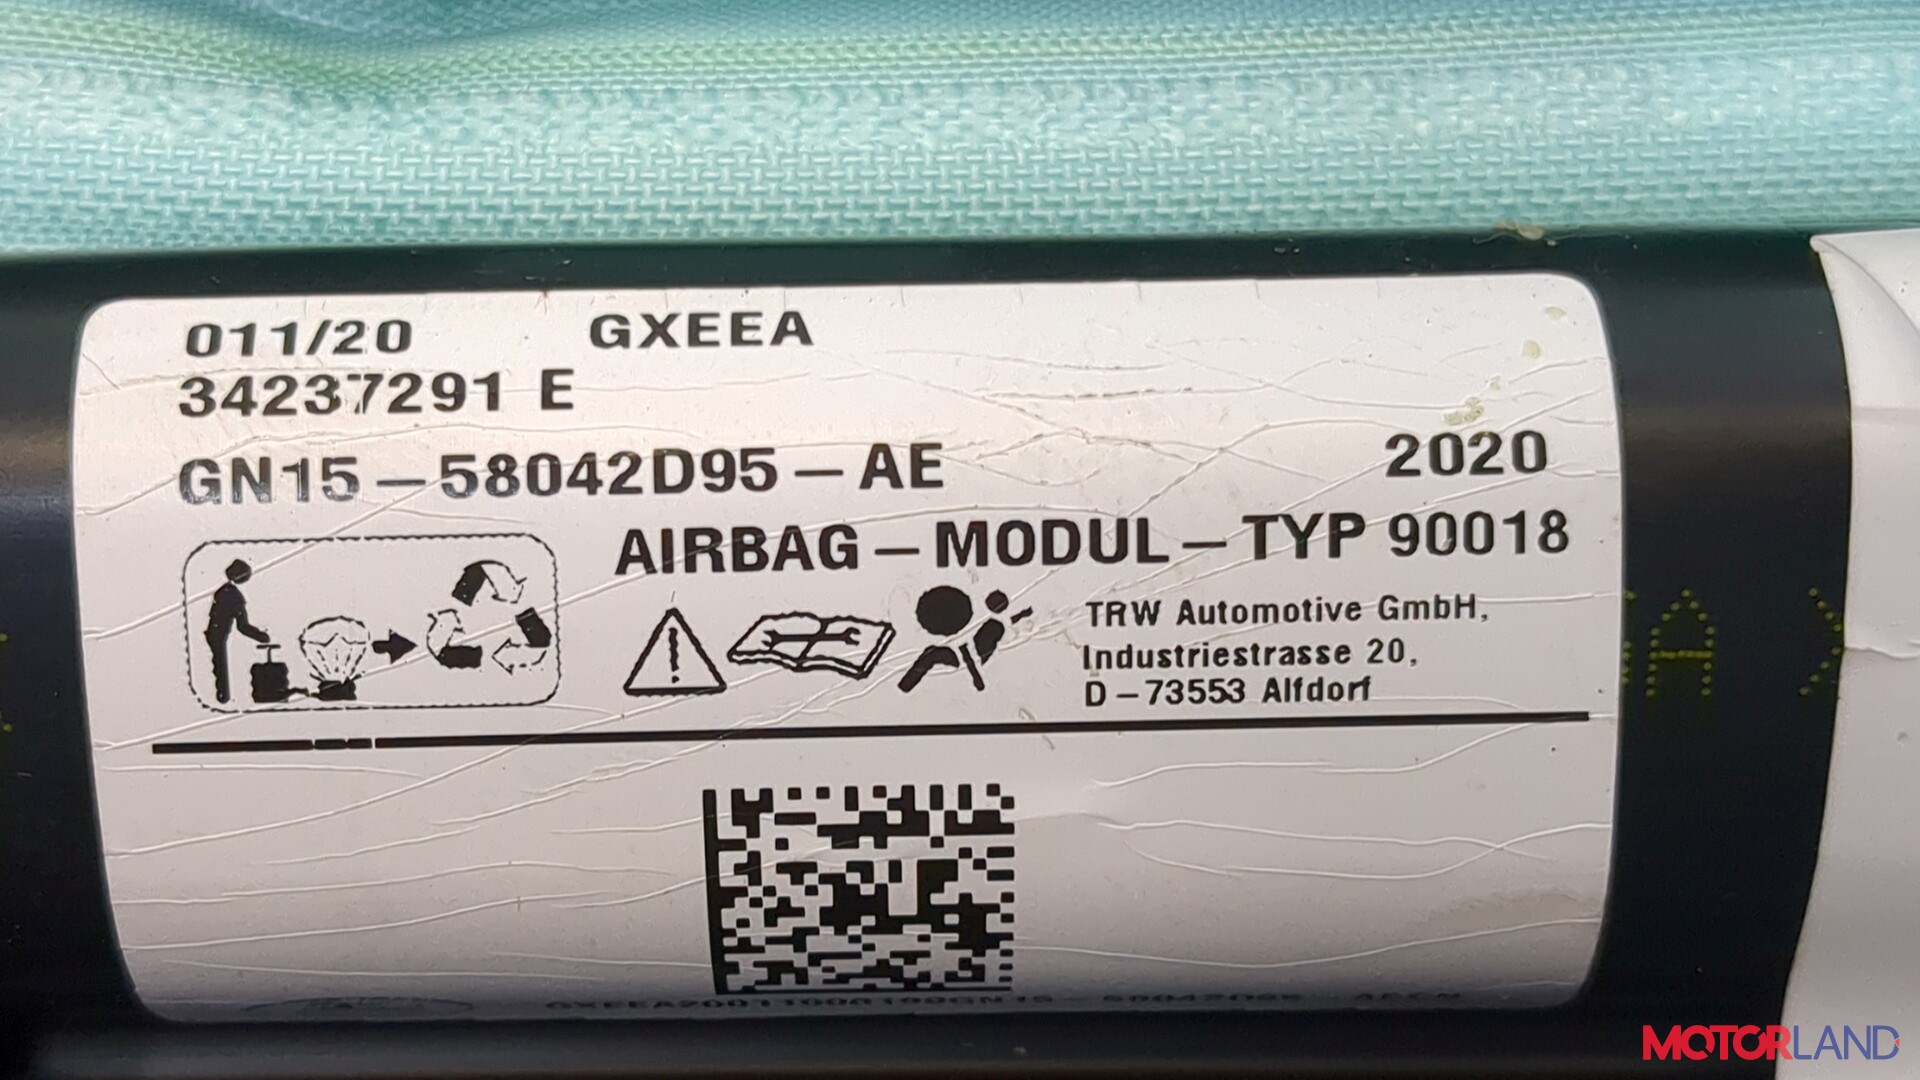 011/20 GXEEA
34237291 E
GN15-58042D95-AE 2020
AIRBAG-MODUL-TYP 90018
TRW Automotive GmbH,
Industriestrasse 20,
D-73553 Alfdorf
MOTORLAND